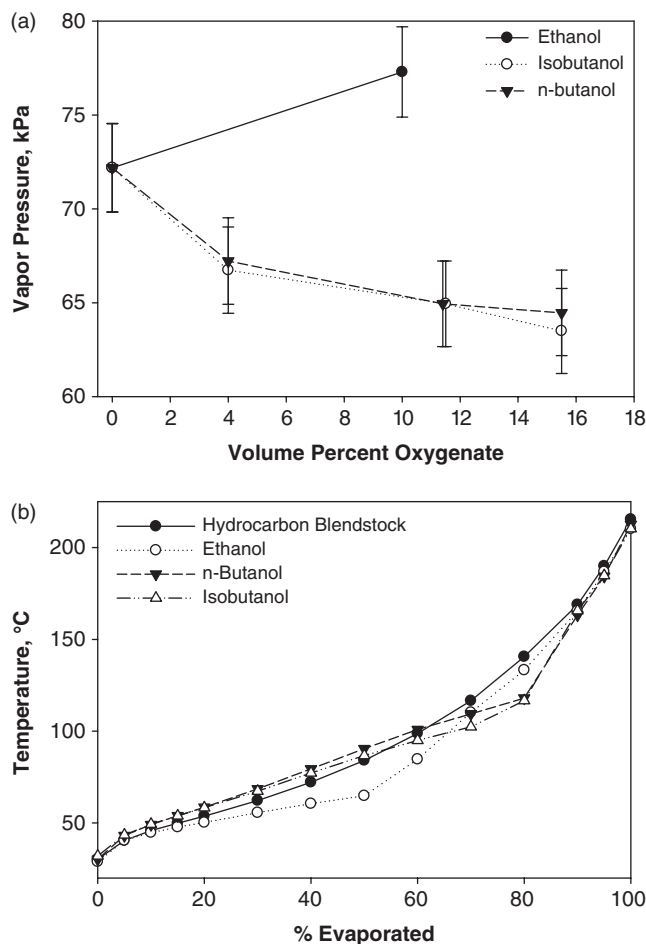 (a)
80
75
70
65
60
Vapor Pressure, kPa
Ethanol
Isobutanol
n-butanol
0 2 4 6 8 10 12 14 16 18
Volume Percent Oxygenate
(b)
200
150
100
50
Temperature, °C
Hydrocarbon Blendstock
Ethanol
n-Butanol
Isobutanol
0 20 40 60 80 100
% Evaporated